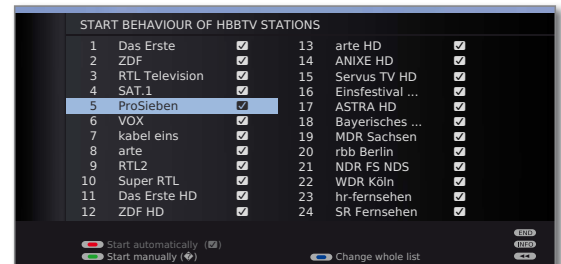 START BEHAVIOUR OF HBBTV STATIONS
1 Das Erste ☑
2 ZDF ☑
3 RTL Television ☑
4 SAT.1 ☑
5 ProSieben ☑
6 VOX ☑
7 kabel eins ☑
8 arte ☑
9 RTL2 ☑
10 Super RTL ☑
11 Das Erste HD ☑
12 ZDF HD ☑
13 arte HD ☑
14 ANIXE HD ☑
15 Servus TV HD ☑
16 Einsfestival ... ☑
17 ASTRA HD ☑
18 Bayerisches ... ☑
19 MDR Sachsen ☑
20 rbb Berlin ☑
21 NDR FS NDS ☑
22 WDR Köln ☑
23 hr-fernsehen ☑
24 SR Fernsehen ☑
END
Start automatically (☑)
INFO
Start manually (�)
Change whole list